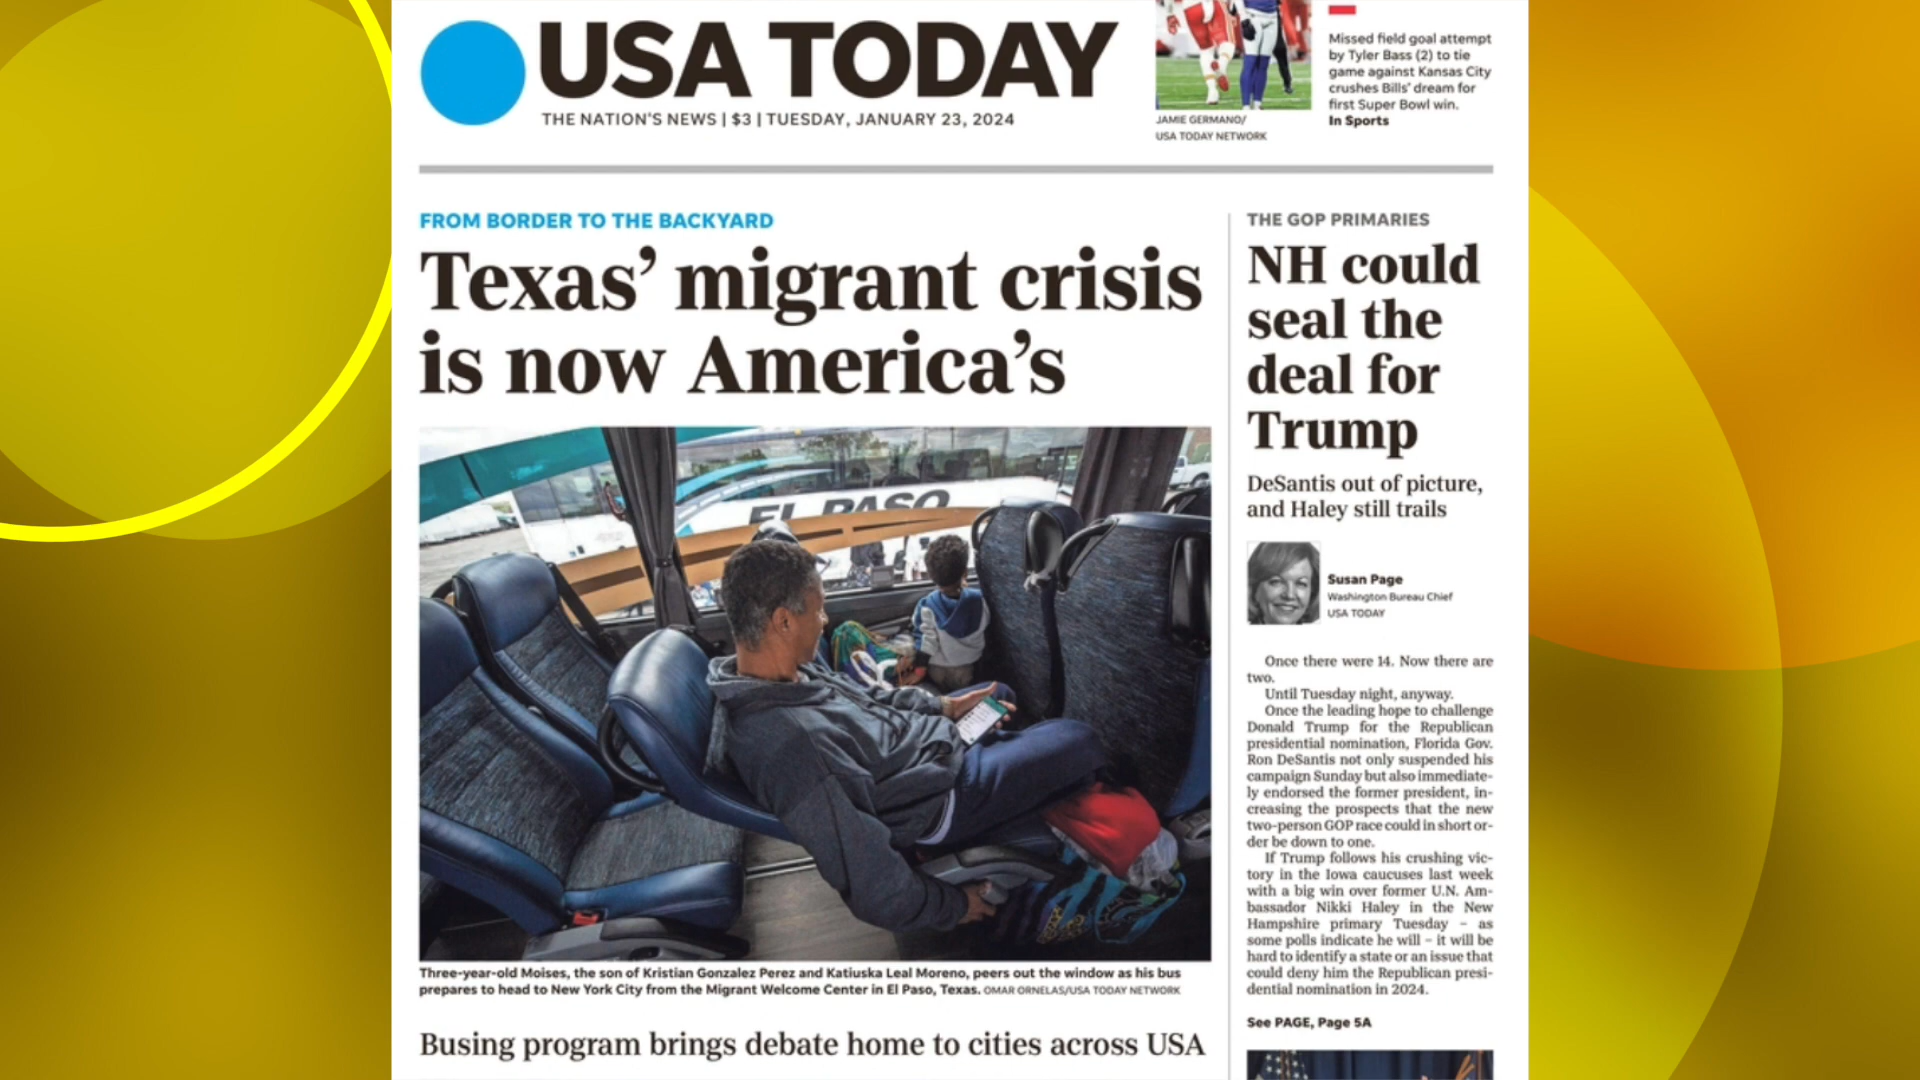 USA TODAY
THE NATION'S NEWS | $3 | TUESDAY, JANUARY 23, 2024
JAMIE GERMANO/
USA TODAY NETWORK
Missed field goal attempt
by Tyler Bass (2) to tie
game against Kansas City
crushes Bills' dream for
first Super Bowl win.
In Sports
FROM BORDER TO THE BACKYARD
Texas’ migrant crisis
is now America’s
EL PASO
Three-year-old Moises, the son of Kristian Gonzalez Perez and Katiuska Leal Moreno, peers out the window as his bus
prepares to head to New York City from the Migrant Welcome Center in El Paso, Texas. OMAR ORNELAS/USA TODAY NETWORK
Busing program brings debate home to cities across USA
THE GOP PRIMARIES
NH could
seal the
deal for
Trump
DeSantis out of picture,
and Haley still trails
Susan Page
Washington Bureau Chief
USA TODAY
Once there were 14. Now there are
two.
Until Tuesday night, anyway.
Once the leading hope to challenge
Donald Trump for the Republican
presidential nomination, Florida Gov.
Ron DeSantis not only suspended his
campaign Sunday but also immediate-
ly endorsed the former president, in-
creasing the prospects that the new
two-person GOP race could in short or-
der be down to one.
If Trump follows his crushing vic-
tory in the Iowa caucuses last week
with a big win over former U.N. Am-
bassador Nikki Haley in the New
Hampshire primary Tuesday – as
some polls indicate he will – it will be
hard to identify a state or an issue that
could deny him the Republican presi-
dential nomination in 2024.
See PAGE, Page 5A